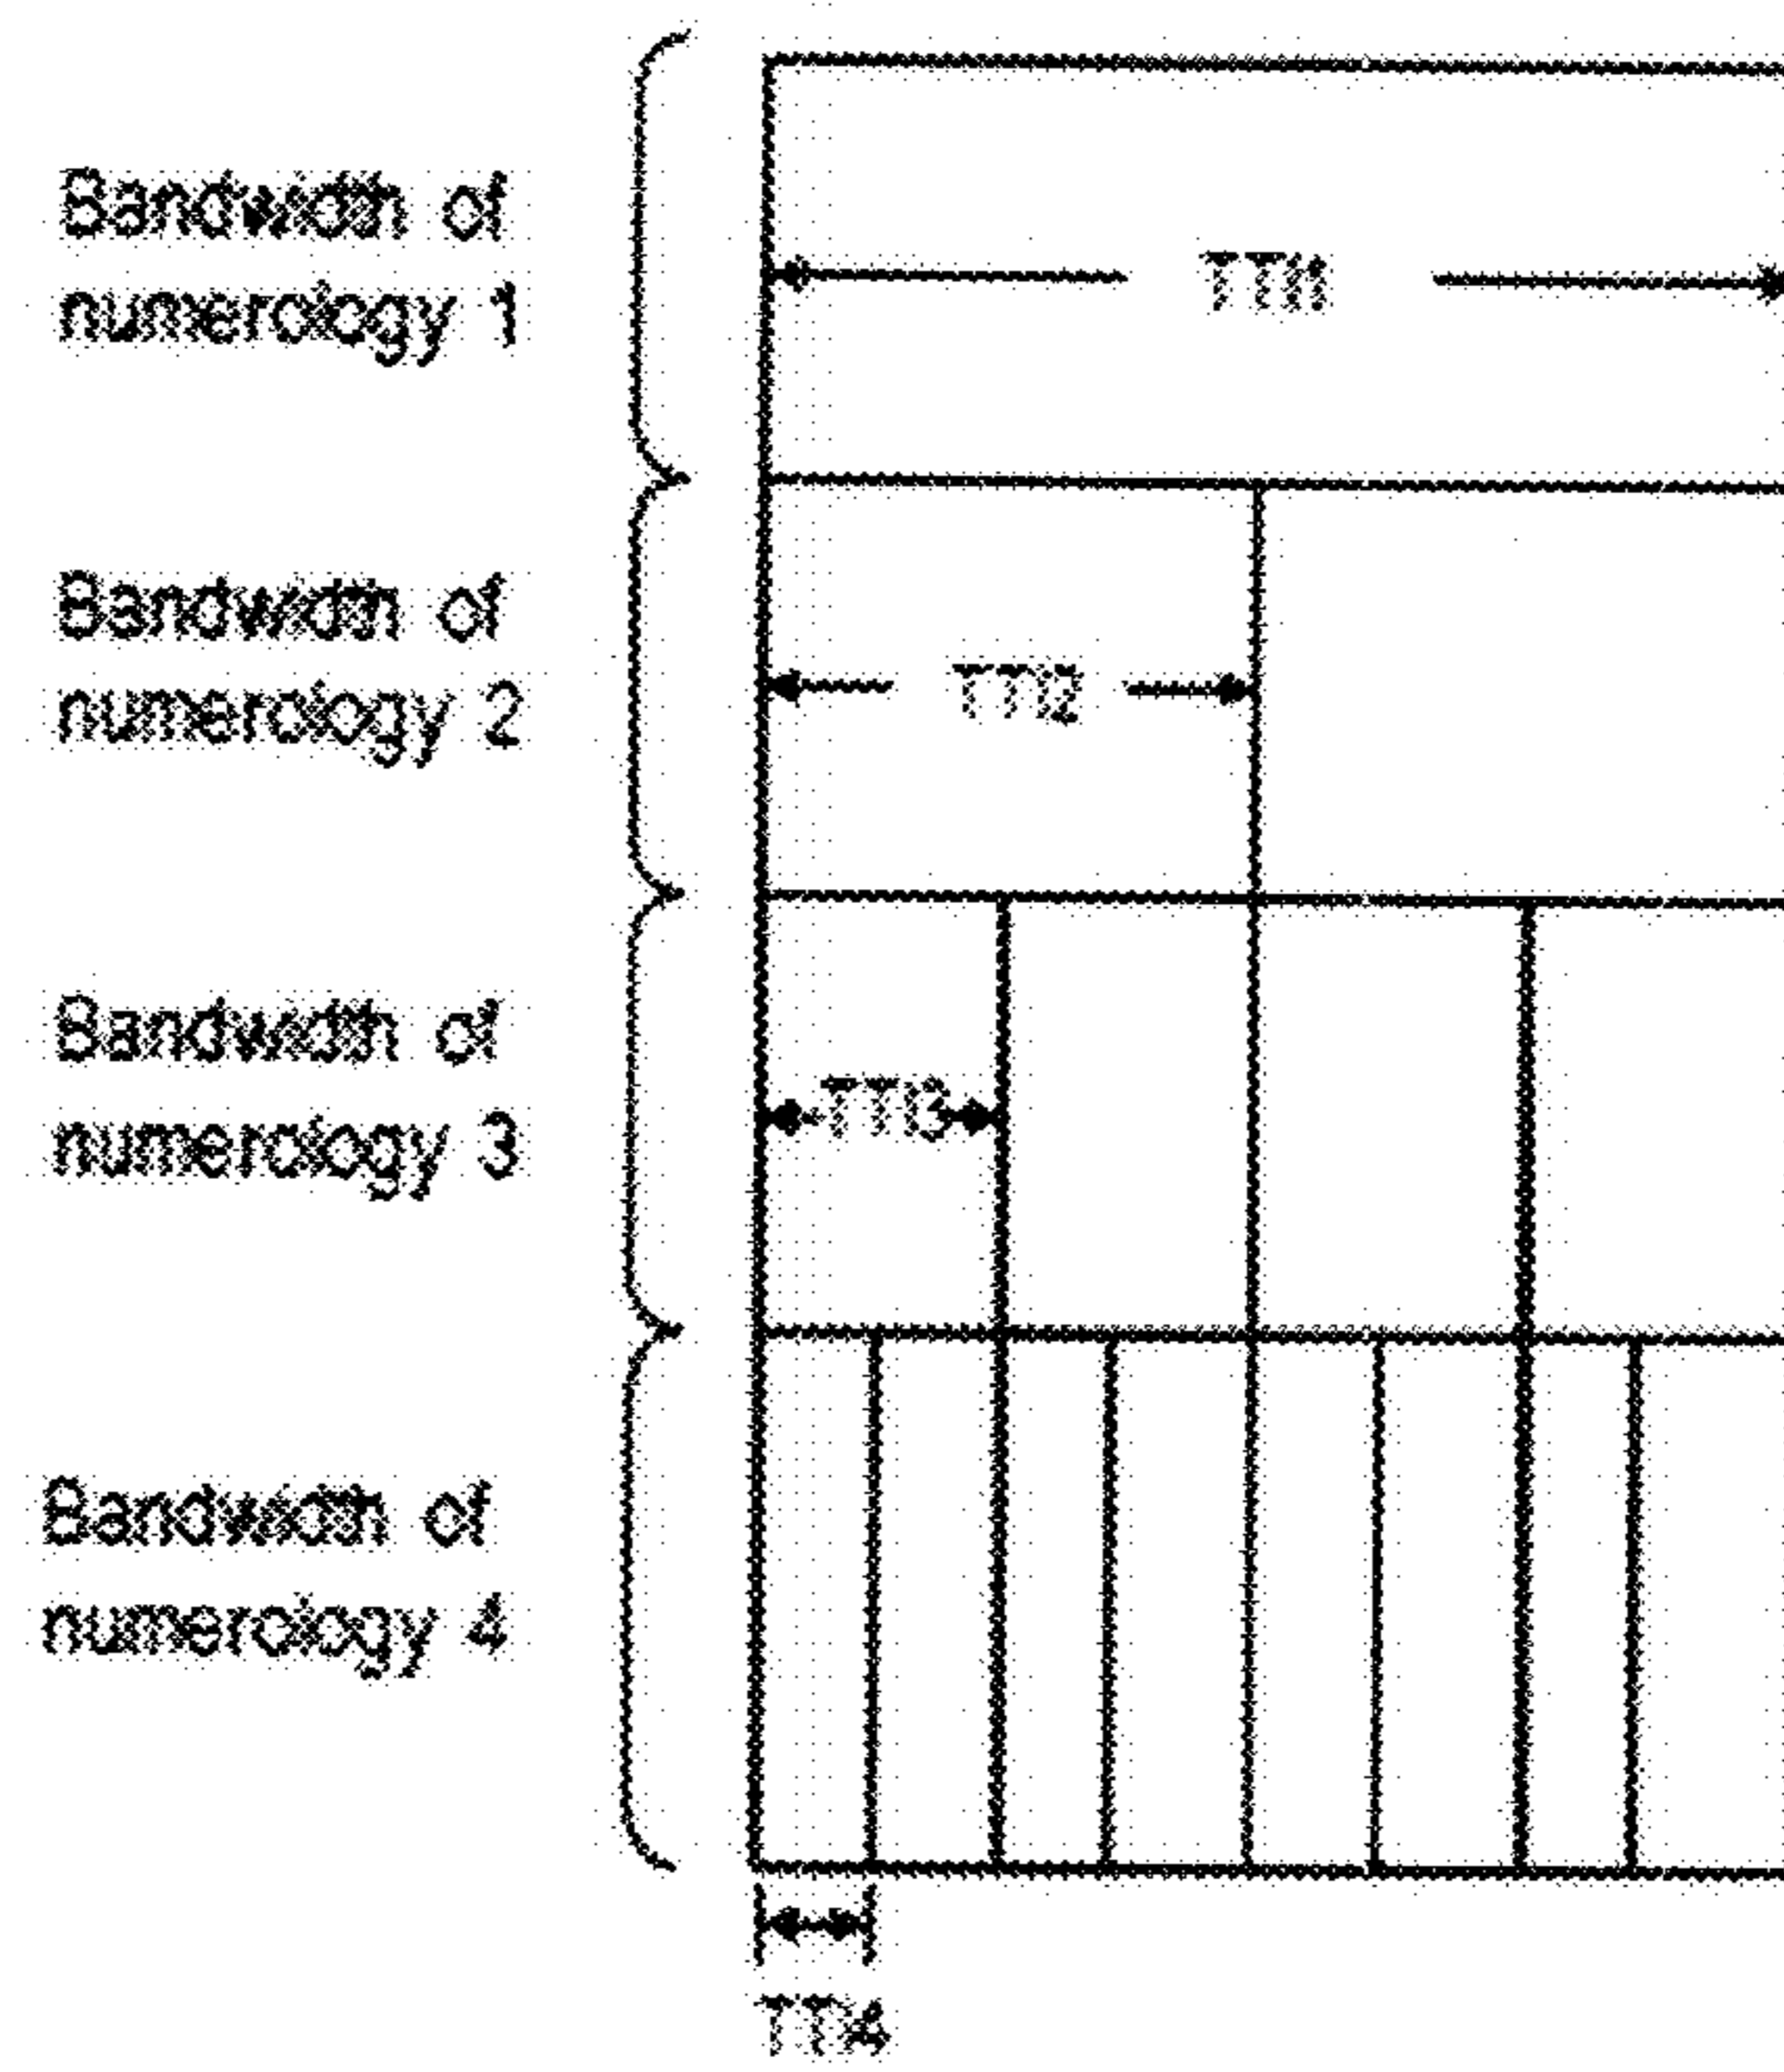 Bandwidth of
numerology 1
TTI1
Bandwidth of
numerology 2
TTI2
Bandwidth of
numerology 3
TTI3
Bandwidth of
numerology 4
TTI4